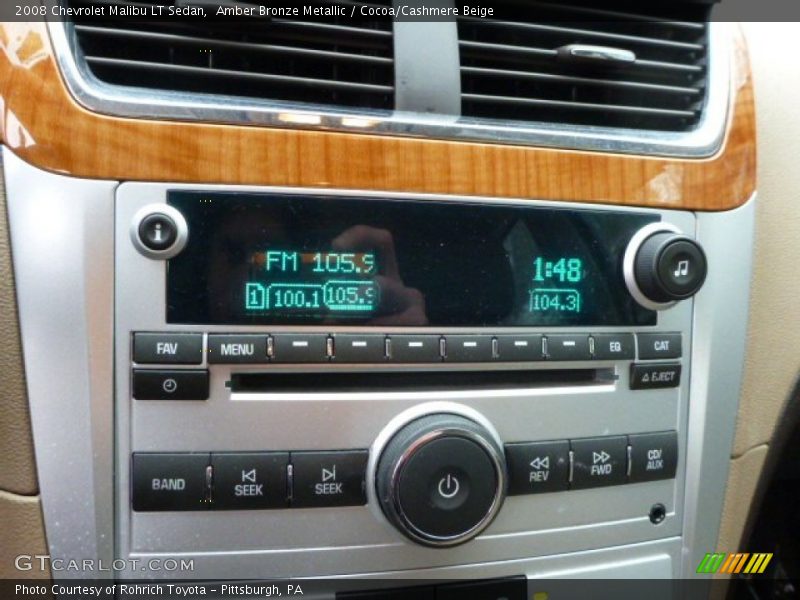 2008 Chevrolet Malibu LT Sedan,  Amber Bronze Metallic / Cocoa/Cashmere Beige
i
FM 105.9
1:48
1 100.1 105.9 104.3
FAV MENU EQ CAT
EJECT
BAND SEEK SEEK REV FWD CD/AUX
GTCARLOT.COM
Photo Courtesy of Rohrich Toyota - Pittsburgh, PA